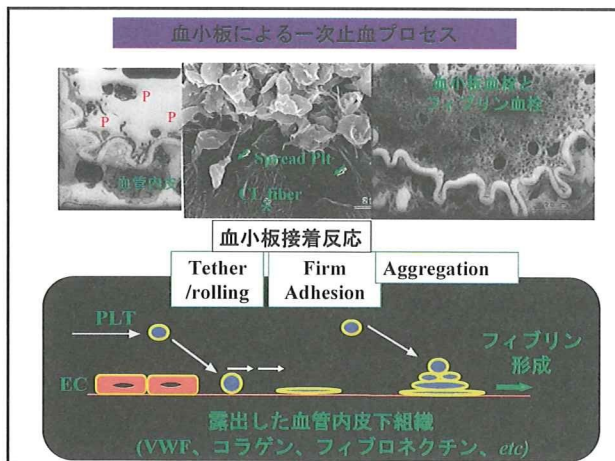 血小板による一次止血プロセス
P
P
P
血管内皮
Spread Plt
CT fiber
血小板血栓と
フィブリン血栓
血小板接着反応
Tether
/rolling
Firm
Adhesion
Aggregation
PLT
EC
フィブリン
形成
露出した血管内皮下組織
(VWF、コラゲン、フィブロネクチン、etc)